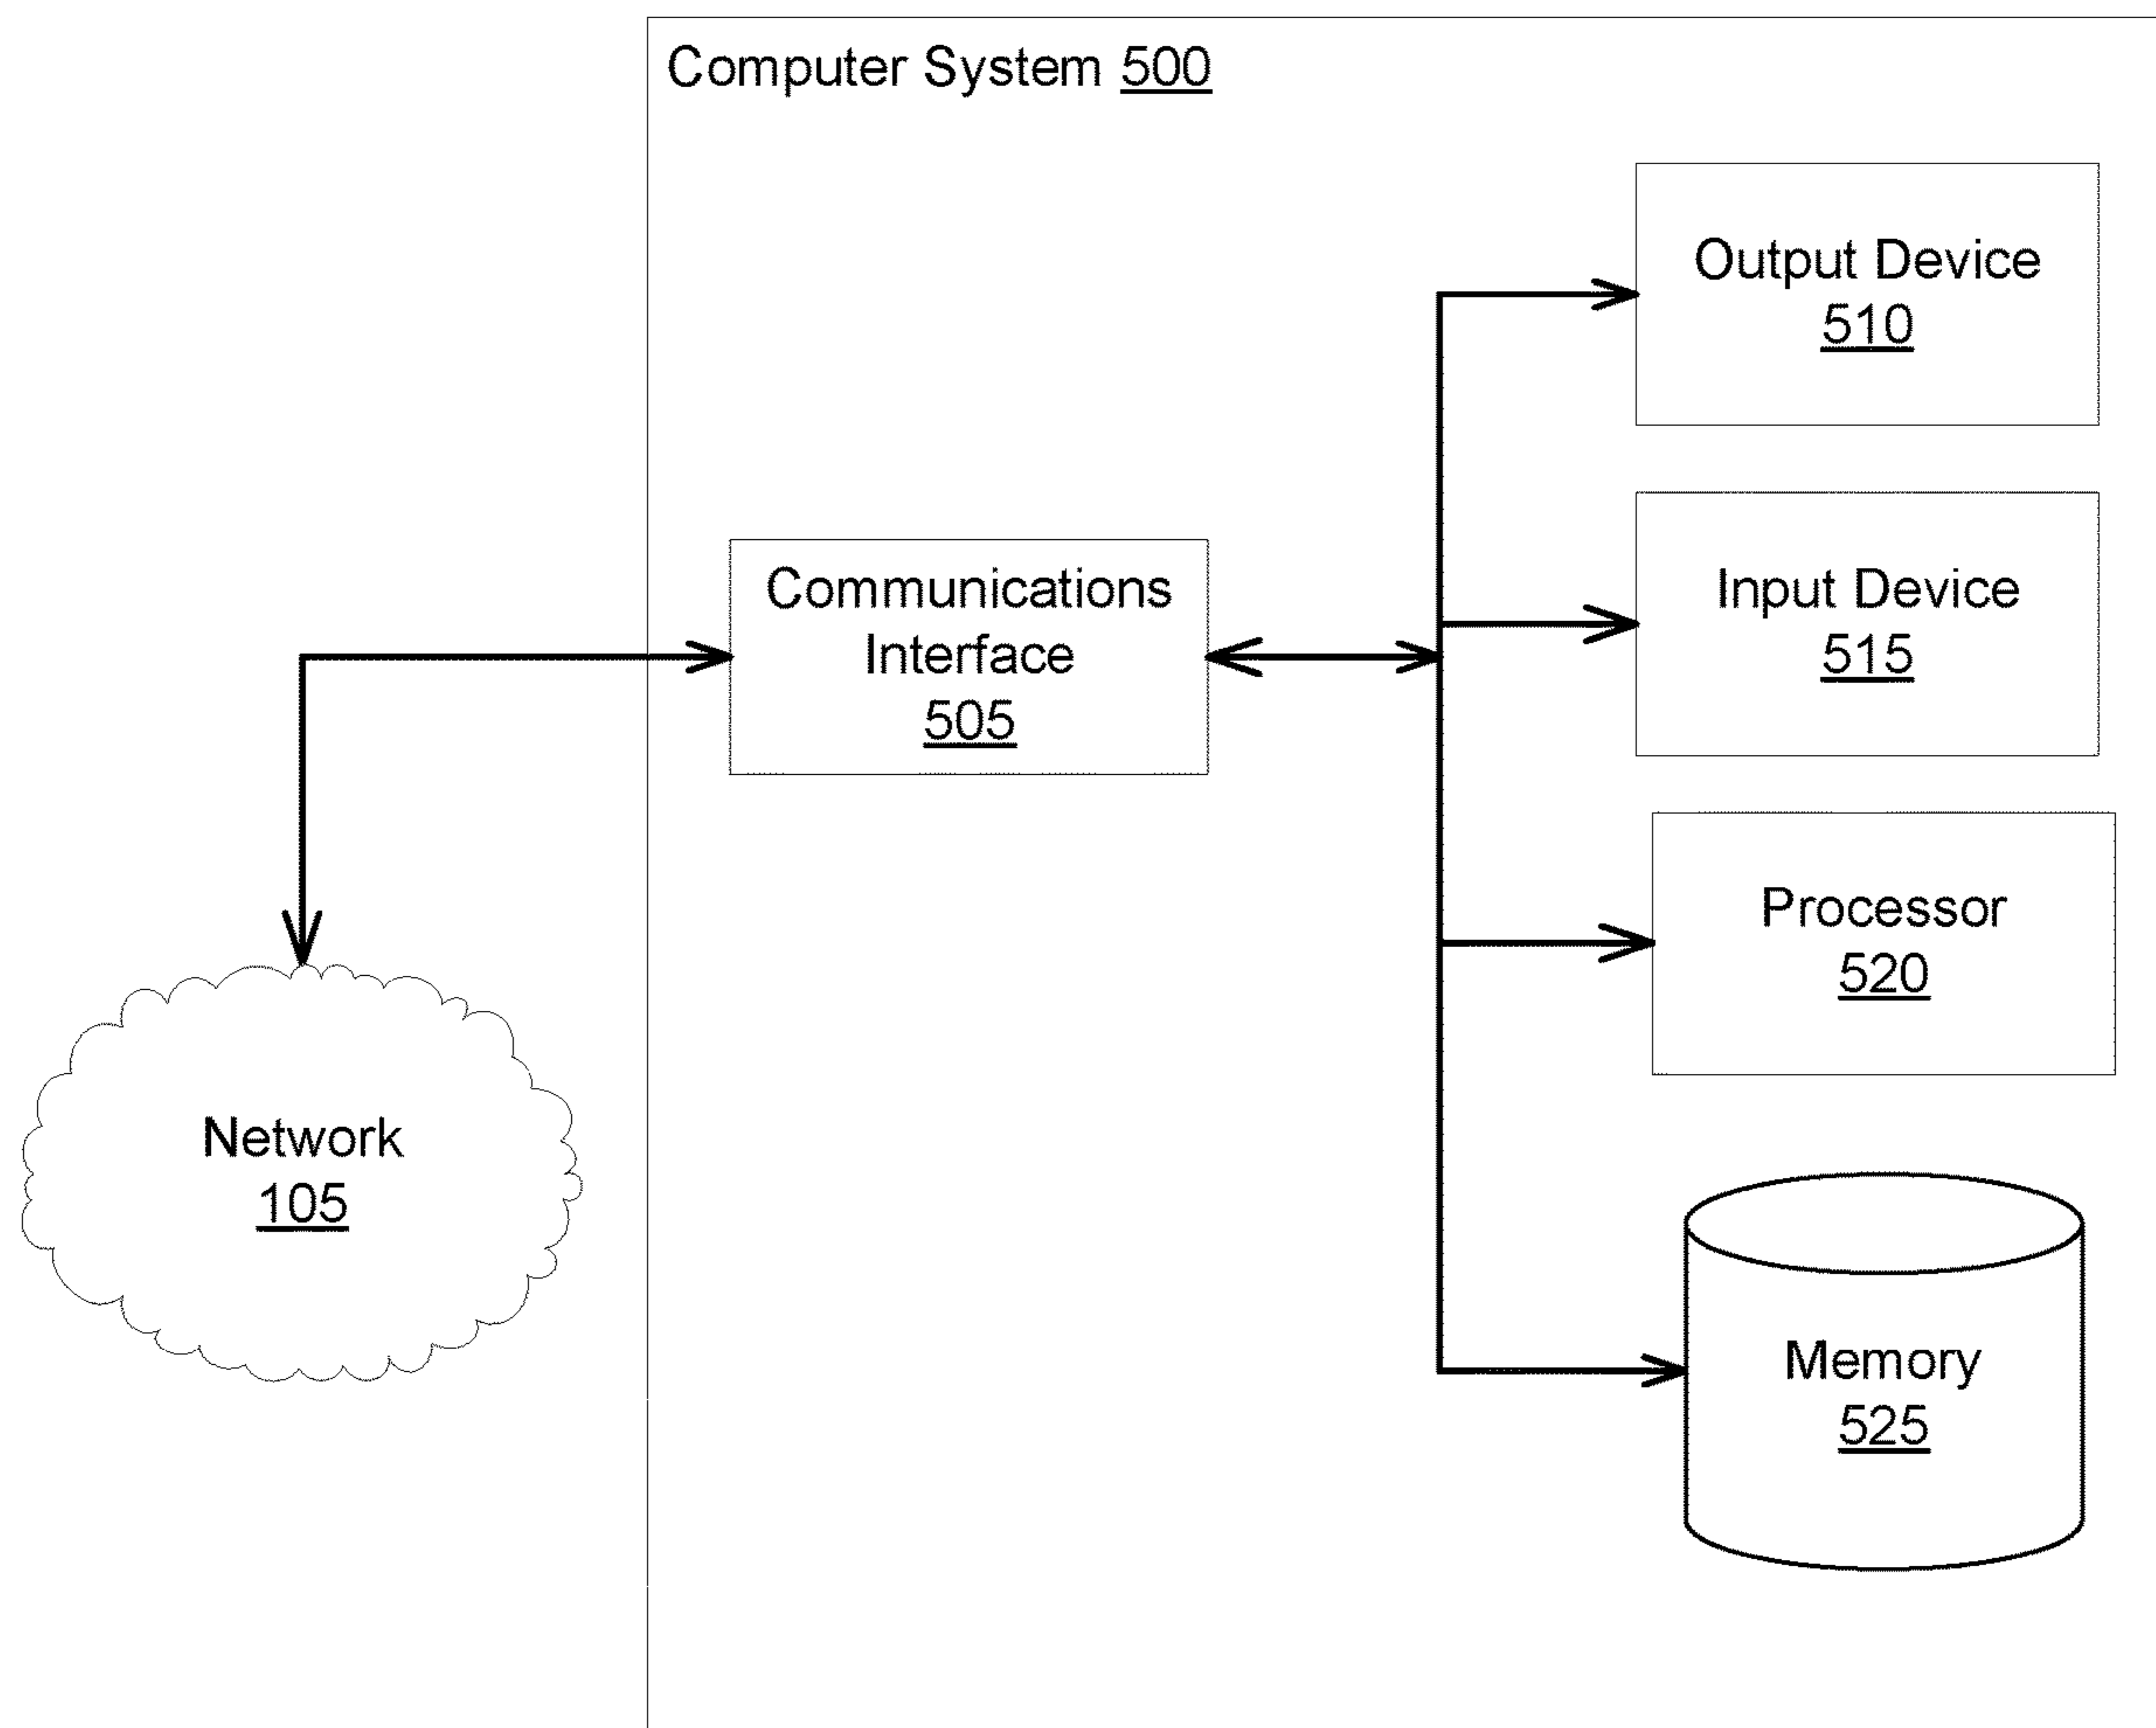 Computer System 500
Output Device
510
Input Device
515
Communications
Interface
505
Processor
520
Network
105
Memory
525